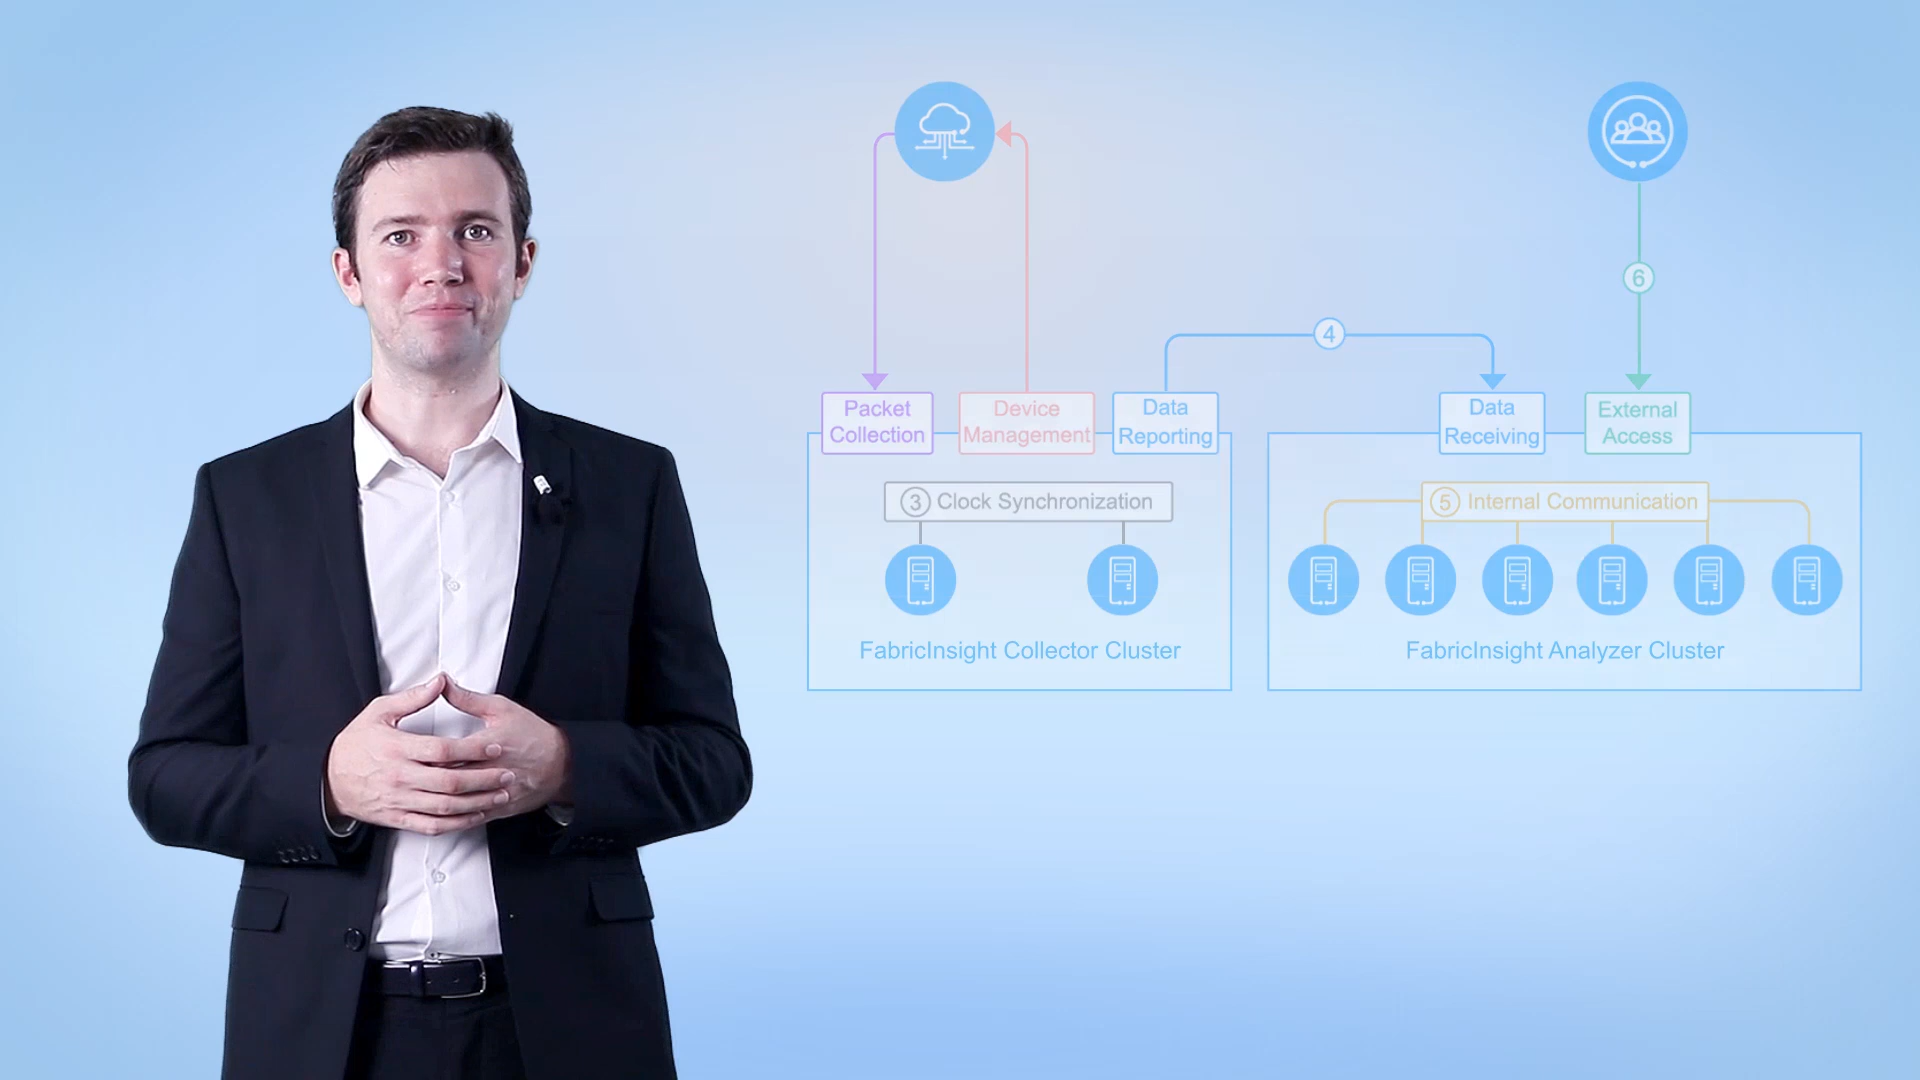 6
4
Packet
Collection
Device
Management
Data
Reporting
Data
Receiving
External
Access
3 Clock Synchronization
5 Internal Communication
FabricInsight Collector Cluster
FabricInsight Analyzer Cluster